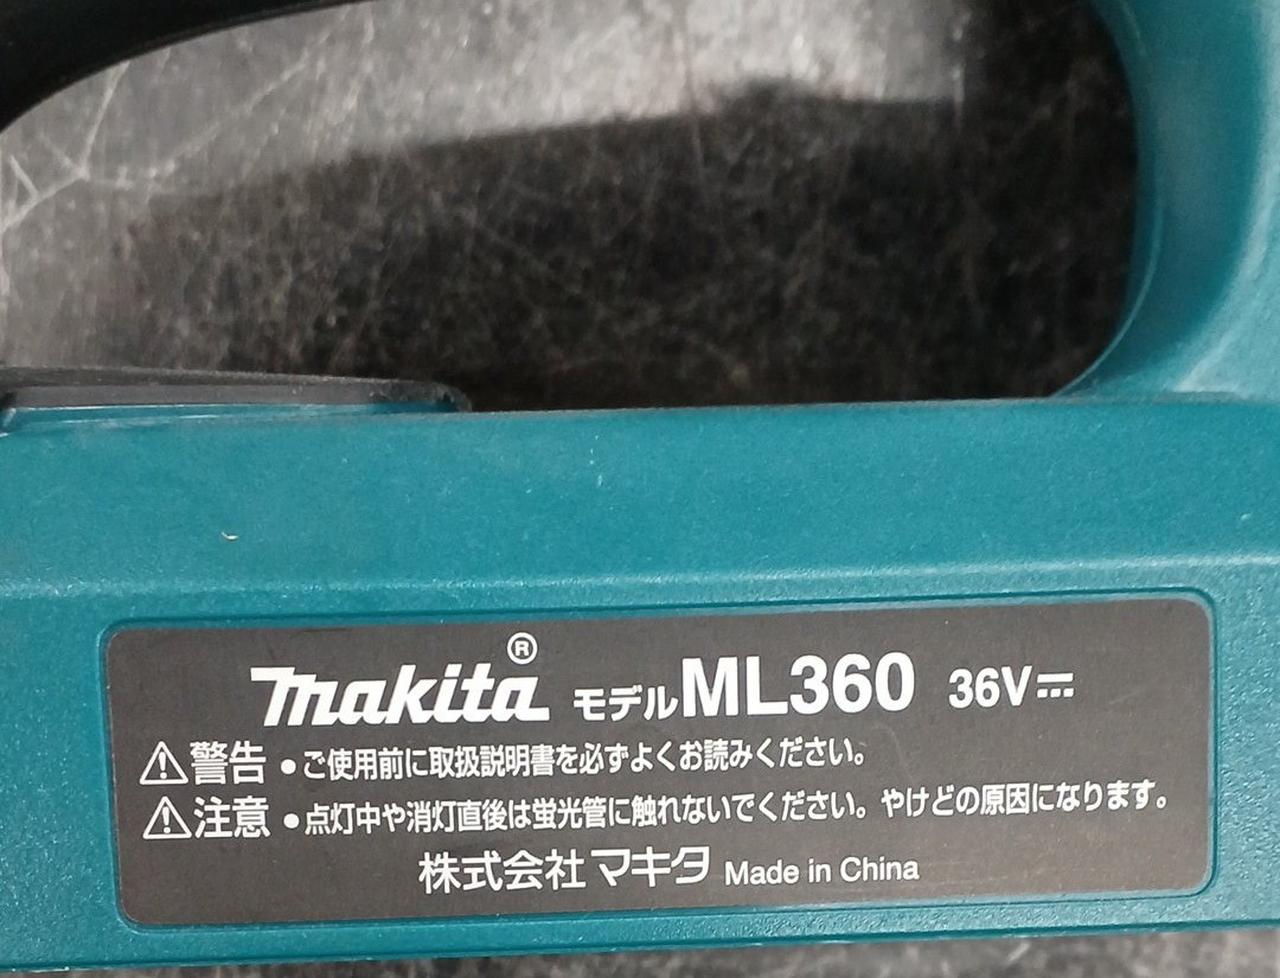 makita® モデルML360 36V⎓
⚠警告 ●ご使用前に取扱説明書を必ずよくお読みください。
⚠注意 ●点灯中や消灯直後は蛍光管に触れないでください。やけどの原因になります。
株式会社マキタ Made in China